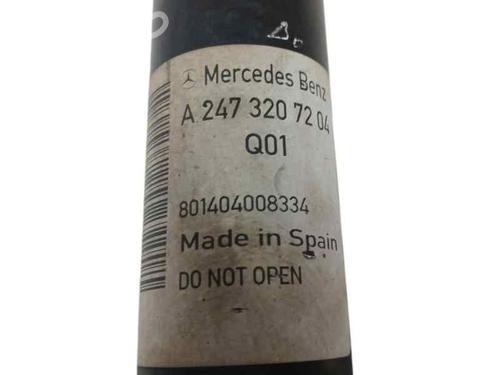 Mercedes Benz
A 247 320 72 04
Q01
801404008334
Made in Spain
DO NOT OPEN